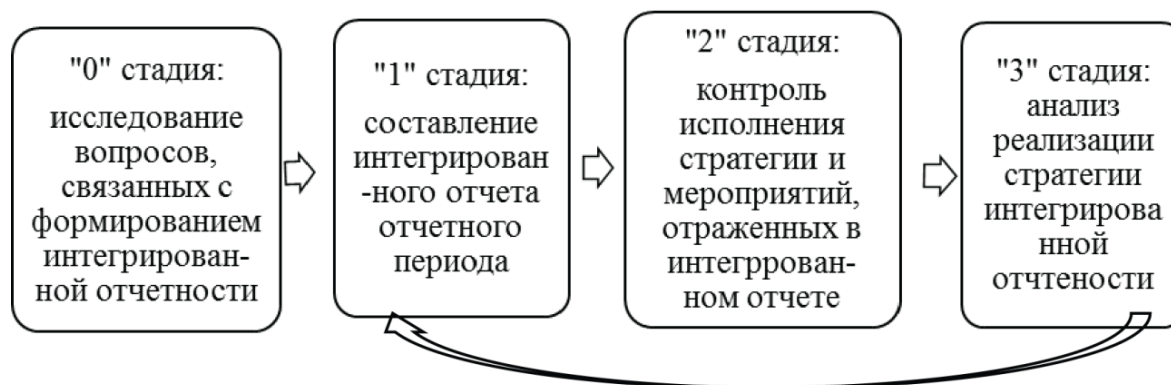 "0" стадия:
исследование
вопросов,
связанных с
формированием
интегрирован-
ной отчетности
"1" стадия:
составление
интегрирован
-ного отчета
отчетного
периода
"2" стадия:
контроль
исполнения
стратегии и
мероприятий,
отраженных в
интегррован-
ном отчете
"3" стадия:
анализ
реализации
стратегии
интегрирова
нной
отчтености